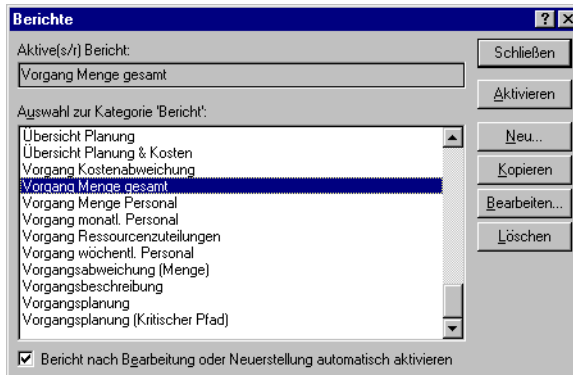 Berichte
Aktive(s/r) Bericht:
Vorgang Menge gesamt
Auswahl zur Kategorie 'Bericht':
Übersicht Planung
Übersicht Planung & Kosten
Vorgang Kostenabweichung
Vorgang Menge gesamt
Vorgang Menge Personal
Vorgang monatl. Personal
Vorgang Ressourcenzuteilungen
Vorgang wöchentl. Personal
Vorgangsabweichung (Menge)
Vorgangsbeschreibung
Vorgangsplanung
Vorgangsplanung (Kritischer Pfad)
Bericht nach Bearbeitung oder Neuerstellung automatisch aktivieren
Schließen
Aktivieren
Neu...
Kopieren
Bearbeiten...
Löschen